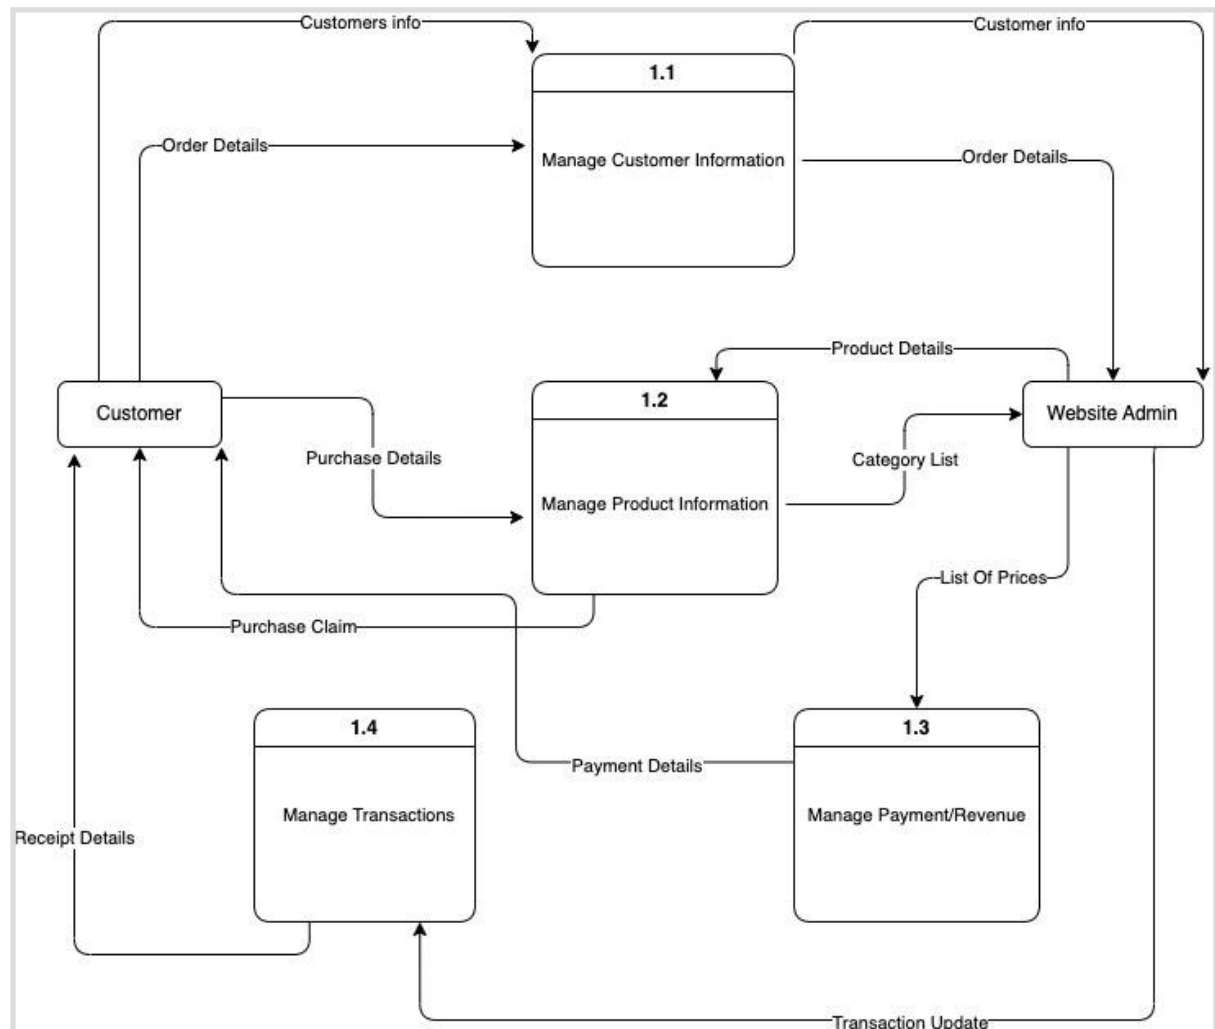 Customers info
Customer info
1.1
Order Details
Manage Customer Information
Order Details
Product Details
1.2
Customer
Website Admin
Purchase Details
Category List
Manage Product Information
List Of Prices
Purchase Claim
1.4
1.3
Payment Details
Manage Transactions
Manage Payment/Revenue
Receipt Details
Transaction Update